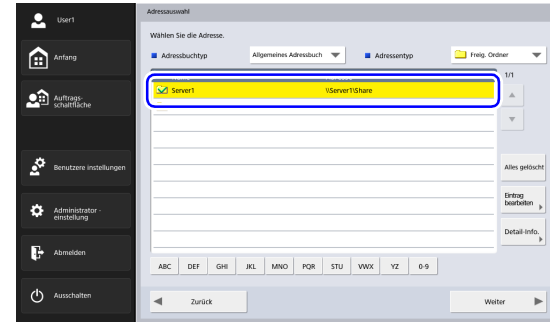 User1
Anfang
Auftrags-
schaltfläche
Benutzere instellungen
Administrator -
einstellung
Abmelden
Ausschalten
Adressauswahl
Wählen Sie die Adresse.
Adressbuchtyp
Allgemeines Adressbuch
Adressentyp
Freig. Ordner
1/1
Server1 \\Server1\Share
Alles gelöscht
Eintrag
bearbeiten
Detail-Info.
ABC DEF GHI JKL MNO PQR STU VWX YZ 0-9
Zurück
Weiter